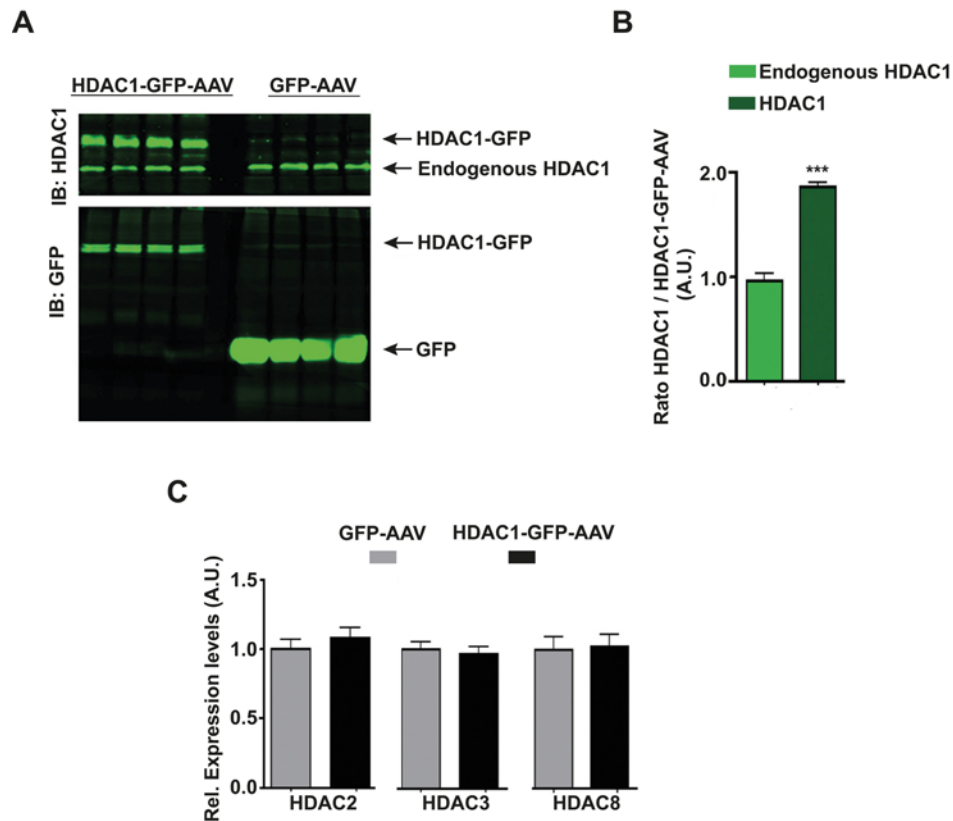 A
HDAC1-GFP-AAV GFP-AAV
IB: HDAC1
HDAC1-GFP
Endogenous HDAC1
IB: GFP
HDAC1-GFP
GFP
B
Endogenous HDAC1
HDAC1
Rato HDAC1 / HDAC1-GFP-AAV
(A.U.)
2.0
1.0
0.0
***
C
GFP-AAV HDAC1-GFP-AAV
Rel. Expression levels (A.U.)
1.5
1.0
0.5
0.0
HDAC2 HDAC3 HDAC8